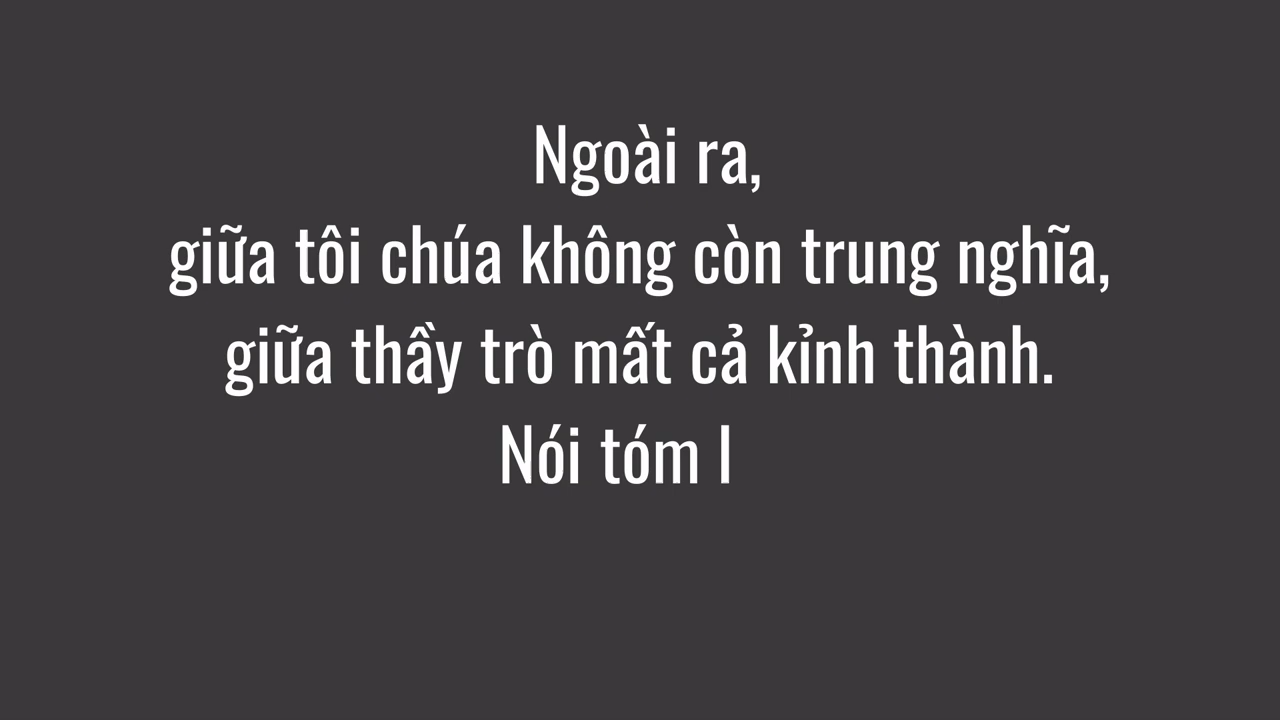 Ngoài ra,
giữa tôi chúa không còn trung nghĩa,
giữa thầy trò mất cả kỉnh thành.
Nói tóm l